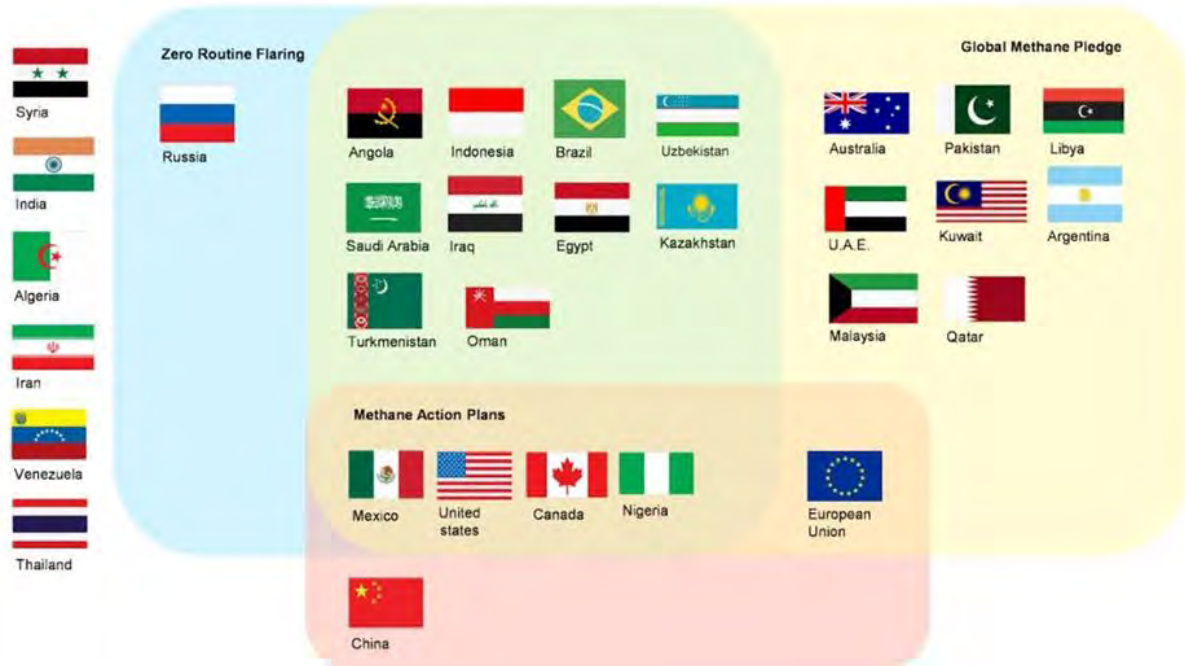 Zero Routine Flaring
Global Methane Pledge
Syria
India
Algeria
Iran
Venezuela
Thailand
Russia
Angola
Indonesia
Brazil
Uzbekistan
Saudi Arabia
Iraq
Egypt
Kazakhstan
Turkmenistan
Oman
Australia
Pakistan
Libya
U.A.E.
Kuwait
Argentina
Malaysia
Qatar
Methane Action Plans
Mexico
United
states
Canada
Nigeria
European
Union
China